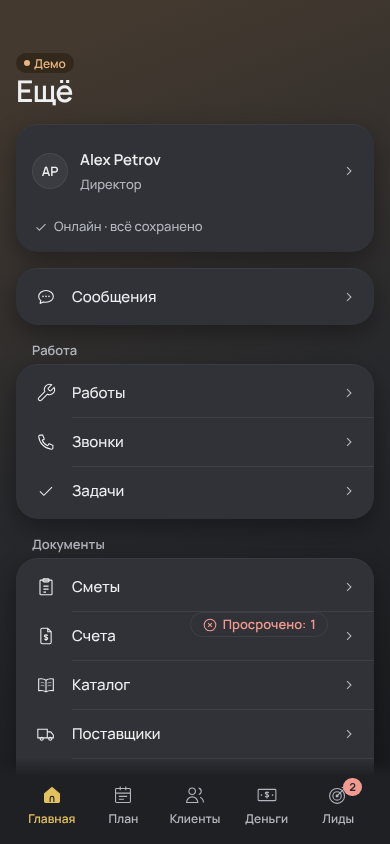 Демо
Ещё
AP
Alex Petrov
Директор
Онлайн · всё сохранено
Сообщения
Работа
Работы
Звонки
Задачи
Документы
Сметы
Счета
Просрочено: 1
Каталог
Поставщики
2
Главная
План
Клиенты
Деньги
Лиды